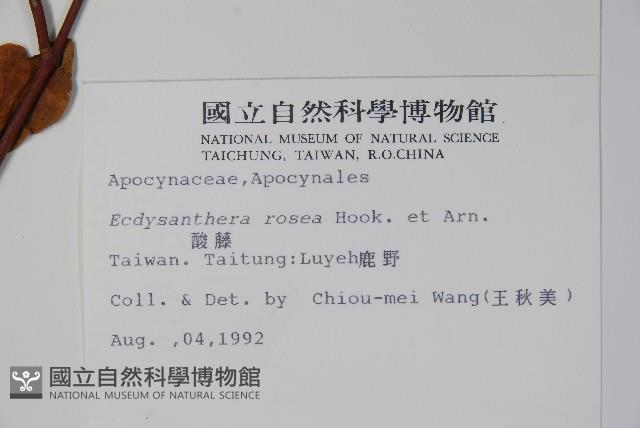 國立自然科學博物館
NATIONAL MUSEUM OF NATURAL SCIENCE
TAICHUNG, TAIWAN, R.O.CHINA
Apocynaceae,Apocynales
Ecdysanthera rosea Hook. et Arn.
酸藤
Taiwan. Taitung:Luyeh鹿野
Coll. & Det. by Chiou-mei Wang(王秋美)
Aug. ,04,1992
國立自然科學博物館
NATIONAL MUSEUM OF NATURAL SCIENCE